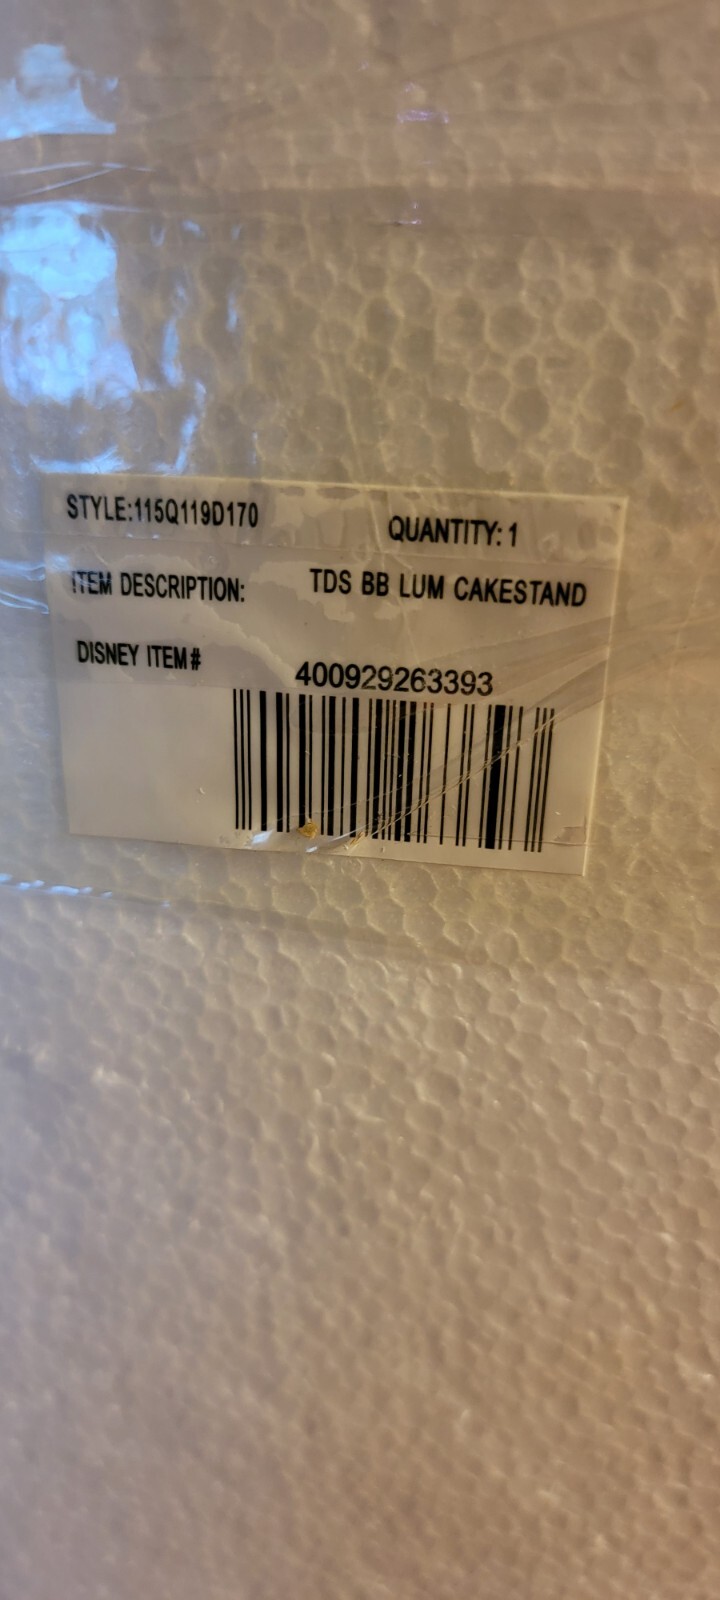 STYLE:115Q119D170 QUANTITY: 1
ITEM DESCRIPTION: TDS BB LUM CAKESTAND
DISNEY ITEM# 400929263393